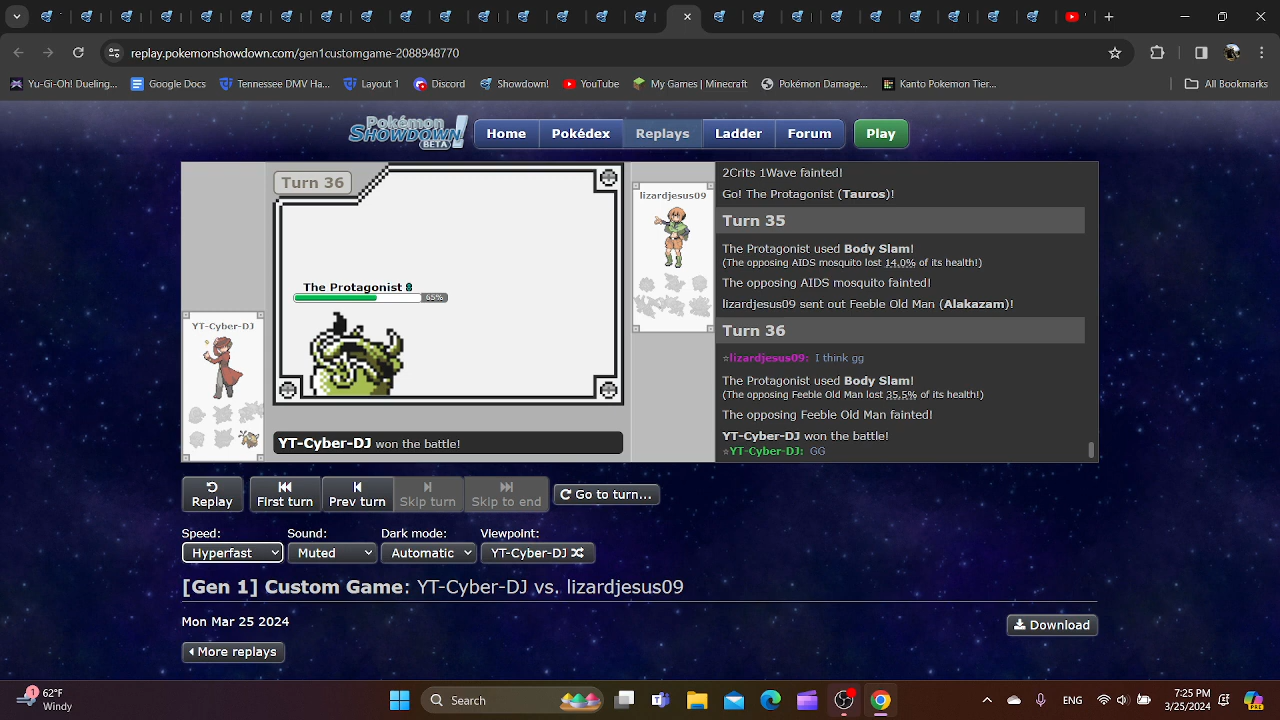 replay.pokemonshowdown.com/gen1customgame-2088948770
Yu-Gi-Oh! Dueling...
Google Docs
Tennessee DMV Ha...
Layout 1
Discord
Showdown!
YouTube
My Games | Minecraft
Pokémon Damage...
Kanto Pokemon Tier...
All Bookmarks
Pokémon
SHOWDOWN!
BETA
Home
Pokédex
Replays
Ladder
Forum
Play
Turn 36
The Protagonist
65%
YT-Cyber-DJ
lizardjesus09
YT-Cyber-DJ won the battle!
2Crits 1Wave fainted!
Go! The Protagonist (Tauros)!
Turn 35
The Protagonist used Body Slam!
(The opposing AIDS mosquito lost 14.0% of its health!)
The opposing AIDS mosquito fainted!
lizardjesus09 sent out Feeble Old Man (Alakazam)!
Turn 36
☆lizardjesus09: I think gg
The Protagonist used Body Slam!
(The opposing Feeble Old Man lost 35.5% of its health!)
The opposing Feeble Old Man fainted!
YT-Cyber-DJ won the battle!
☆YT-Cyber-DJ: GG
Replay
First turn
Prev turn
Skip turn
Skip to end
Go to turn...
Speed:
Sound:
Dark mode:
Viewpoint:
Hyperfast
Muted
Automatic
YT-Cyber-DJ
[Gen 1] Custom Game: YT-Cyber-DJ vs. lizardjesus09
Mon Mar 25 2024
Download
More replays
1
62°F
Windy
Search
ENG
7:25 PM
3/25/2024
PRE